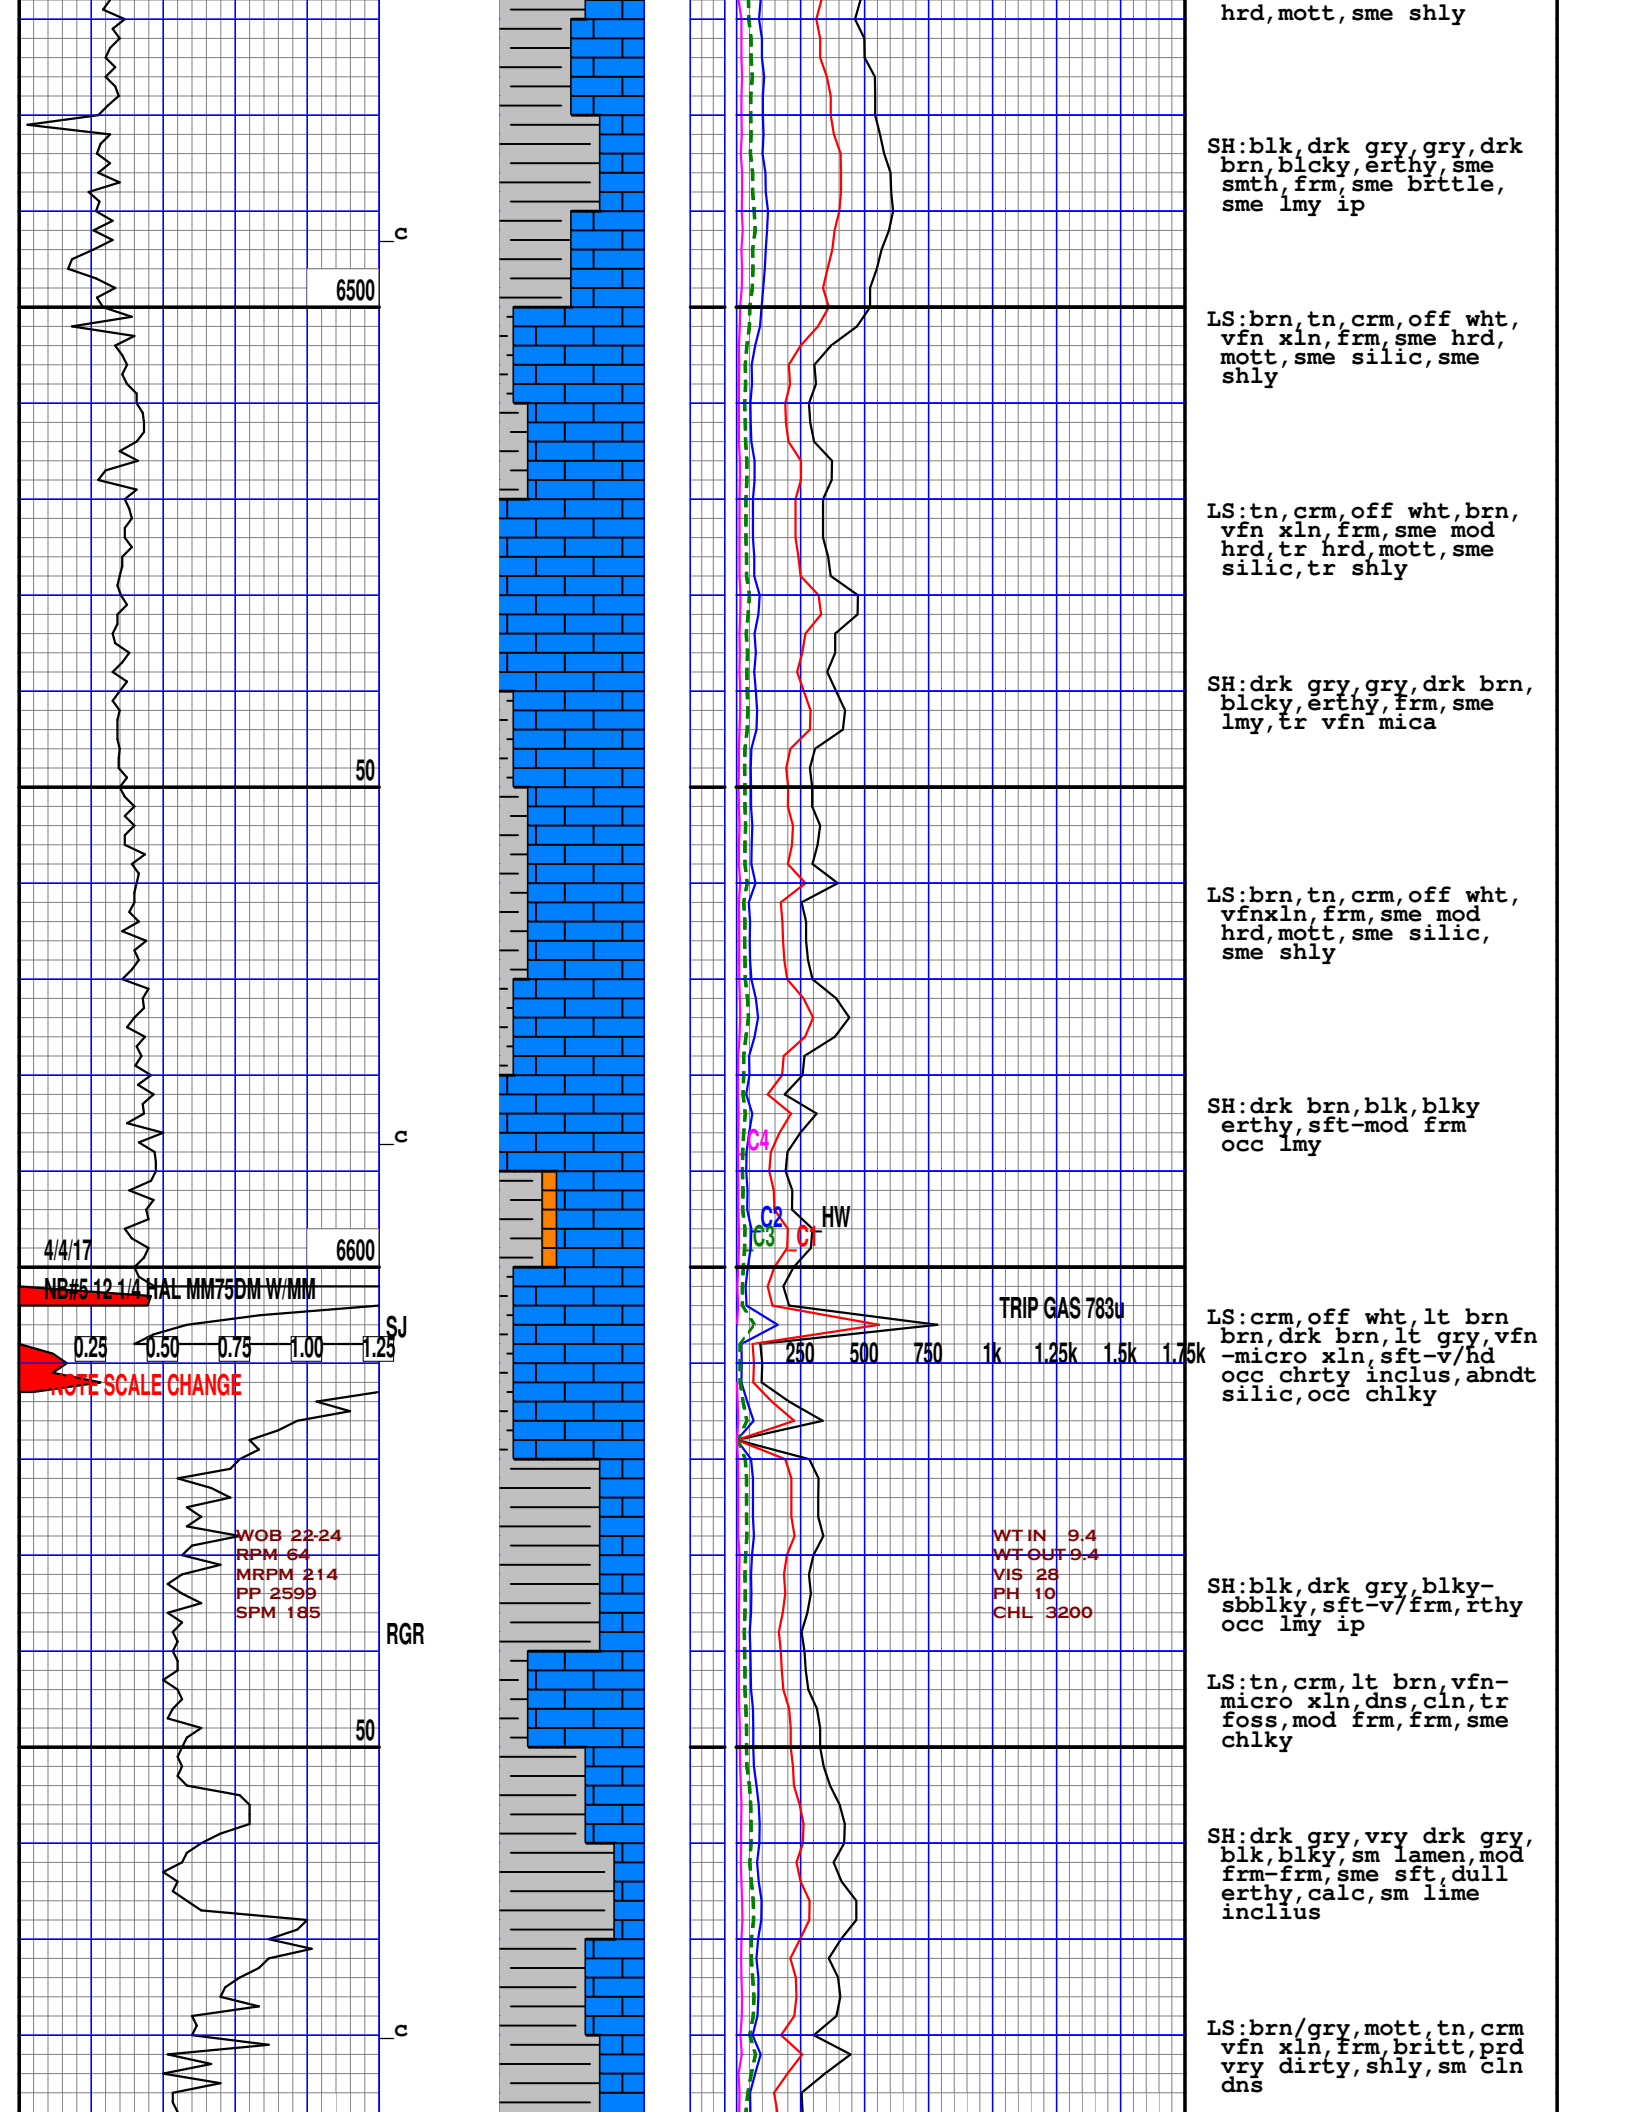 hrd,mott,sme shly
SH:blk,drk gry,gry,drk
brn,blcky,erthy,sme
smth,frm,sme brttle,
sme lmy ip
_c
6500
LS:brn,tn,crm,off wht,
vfn xln,frm,sme hrd,
mott,sme silic,sme
shly
LS:tn,crm,off wht,brn,
vfn xln,frm,sme mod
hrd,tr hrd,mott,sme
silic,tr shly
SH:drk gry,gry,drk brn,
blcky,erthy,frm,sme
lmy,tr vfn mica
50
LS:brn,tn,crm,off wht,
vfnxln,frm,sme mod
hrd,mott,sme silic,
sme shly
SH:drk brn,blk,blky
erthy,sft-mod frm
occ lmy
_c
C4
C2
HW
C3
C1
4/4/17
6600
NB#5 12 1/4 HAL MM75DM W/MM
TRIP GAS 783u
SJ
0.25 0.50 0.75 1.00 1.25
250 500 750 1k 1.25k 1.5k 1.75k
NOTE SCALE CHANGE
LS:crm,off wht,lt brn
brn,drk brn,lt gry,vfn
-micro xln,sft-v/hd
occ chrty inclus,abndt
silic,occ chlky
WOB 22-24
RPM 64
MRPM 214
PP 2599
SPM 185
WT IN 9.4
WT OUT 9.4
VIS 28
PH 10
CHL 3200
RGR
SH:blk,drk gry,blky-
sbblky,sft-v/frm,rthy
occ lmy ip
LS:tn,crm,lt brn,vfn-
micro xln,dns,cln,tr
foss,mod frm,frm,sme
chlky
50
SH:drk gry,vry drk gry,
blk,blky,sm lamen,mod
frm-frm,sme sft,dull
erthy,calc,sm lime
inclius
_c
LS:brn/gry,mott,tn,crm
vfn xln,frm,britt,prd
vry dirty,shly,sm cln
dns